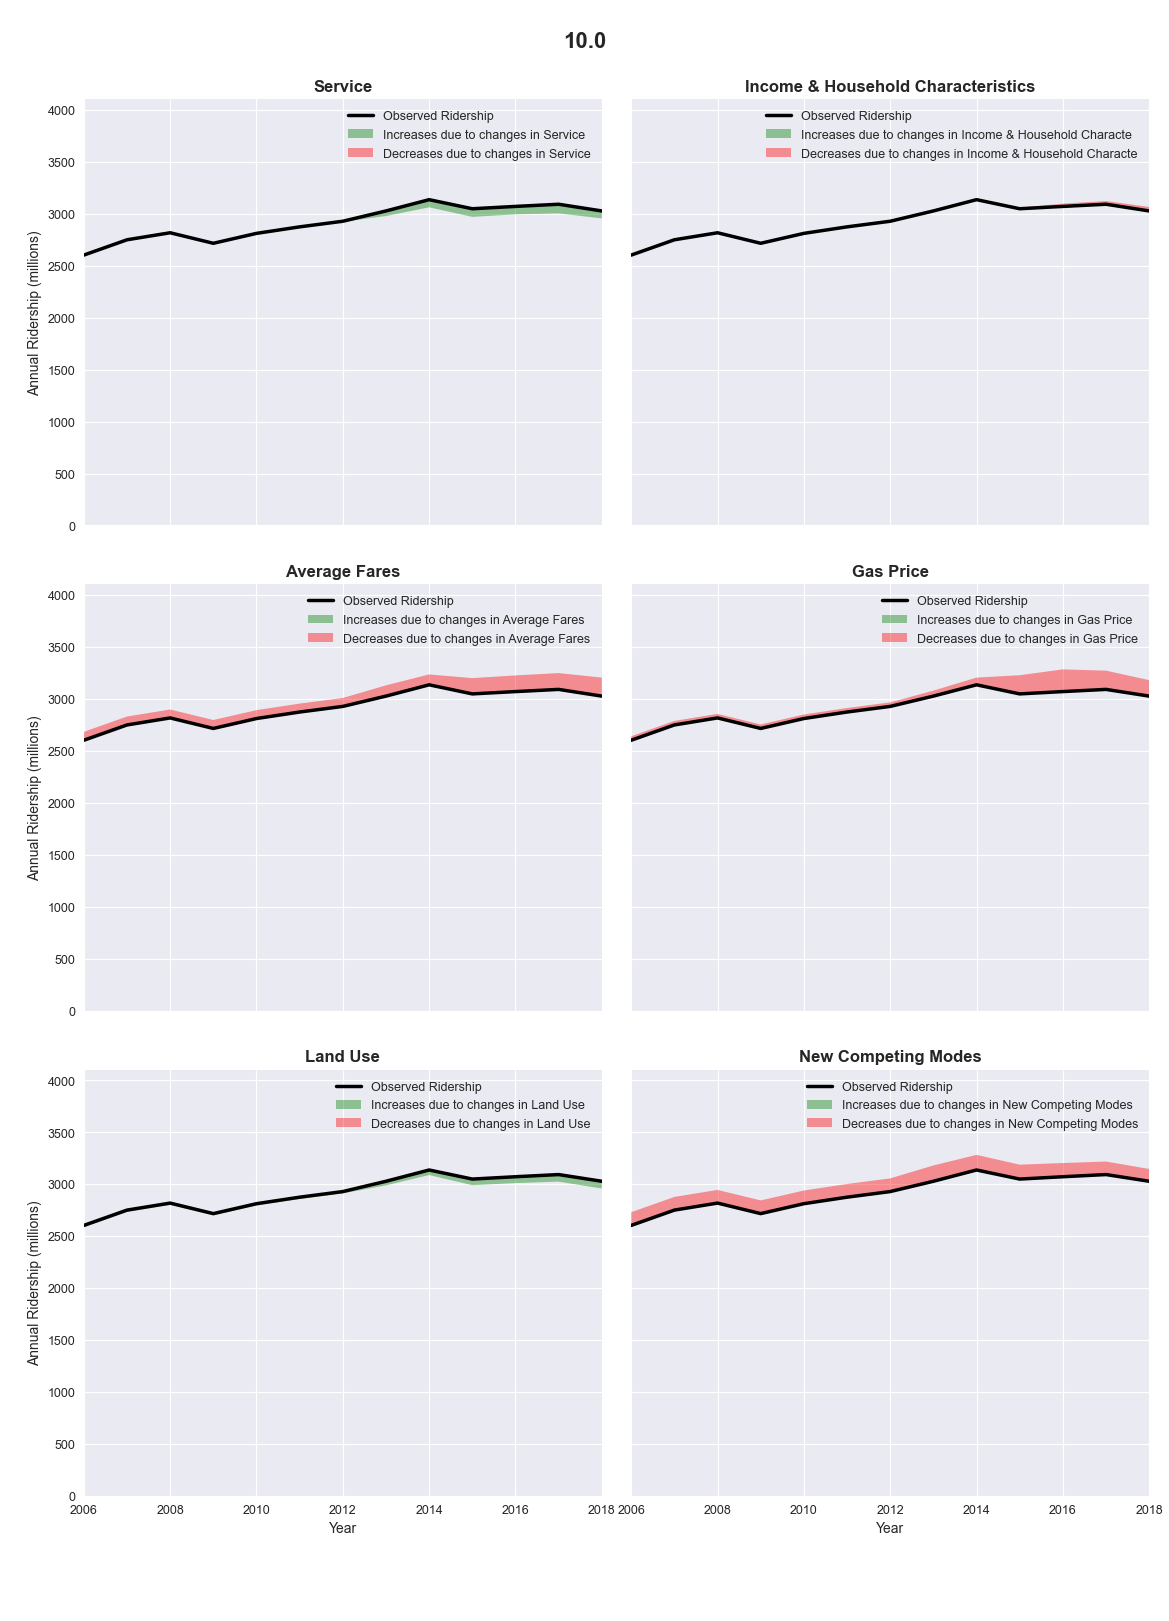 10.0
Service
Observed Ridership
Increases due to changes in Service
Decreases due to changes in Service
4000
3500
3000
2500
2000
1500
1000
500
0
Annual Ridership (millions)
Income & Household Characteristics
Observed Ridership
Increases due to changes in Income & Household Characte
Decreases due to changes in Income & Household Characte
Average Fares
Observed Ridership
Increases due to changes in Average Fares
Decreases due to changes in Average Fares
4000
3500
3000
2500
2000
1500
1000
500
0
Annual Ridership (millions)
Gas Price
Observed Ridership
Increases due to changes in Gas Price
Decreases due to changes in Gas Price
Land Use
Observed Ridership
Increases due to changes in Land Use
Decreases due to changes in Land Use
4000
3500
3000
2500
2000
1500
1000
500
0
Annual Ridership (millions)
2006 2008 2010 2012 2014 2016 2018
Year
New Competing Modes
Observed Ridership
Increases due to changes in New Competing Modes
Decreases due to changes in New Competing Modes
2006 2008 2010 2012 2014 2016 2018
Year